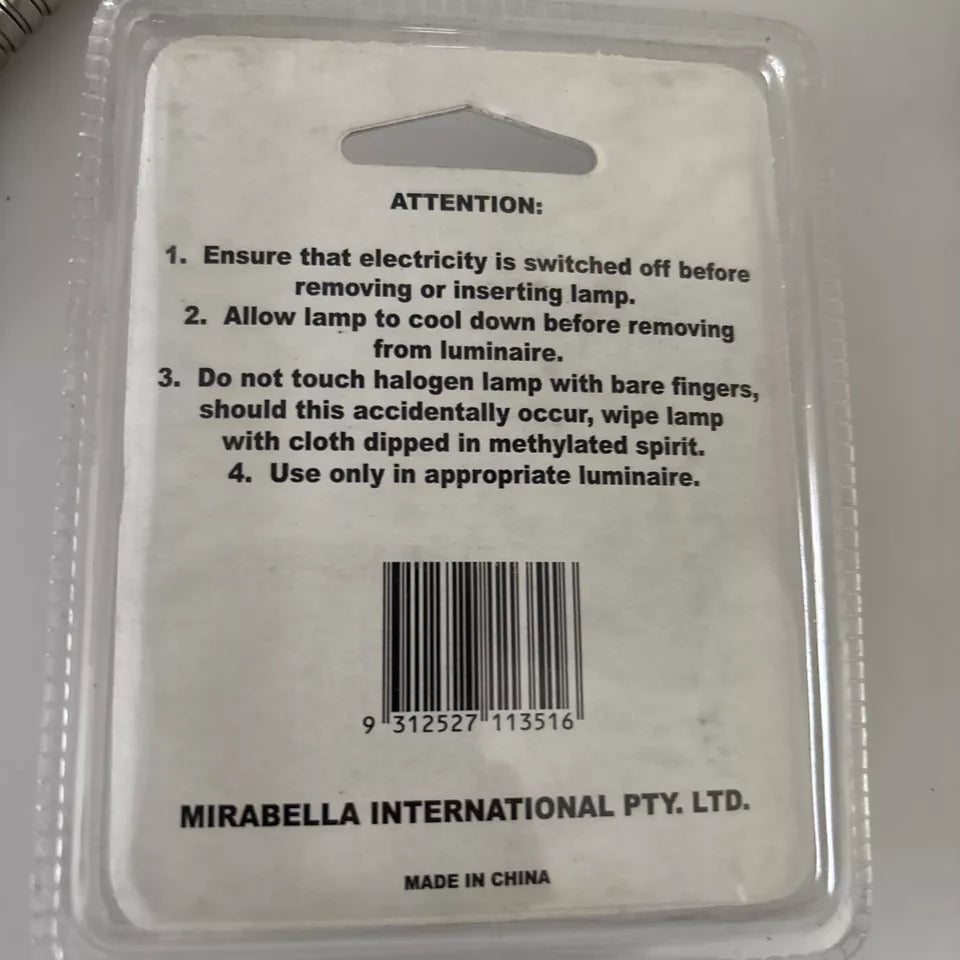 ATTENTION:
1. Ensure that electricity is switched off before
removing or inserting lamp.
2. Allow lamp to cool down before removing
from luminaire.
3. Do not touch halogen lamp with bare fingers,
should this accidentally occur, wipe lamp
with cloth dipped in methylated spirit.
4. Use only in appropriate luminaire.
9 312527 113516
MIRABELLA INTERNATIONAL PTY. LTD.
MADE IN CHINA